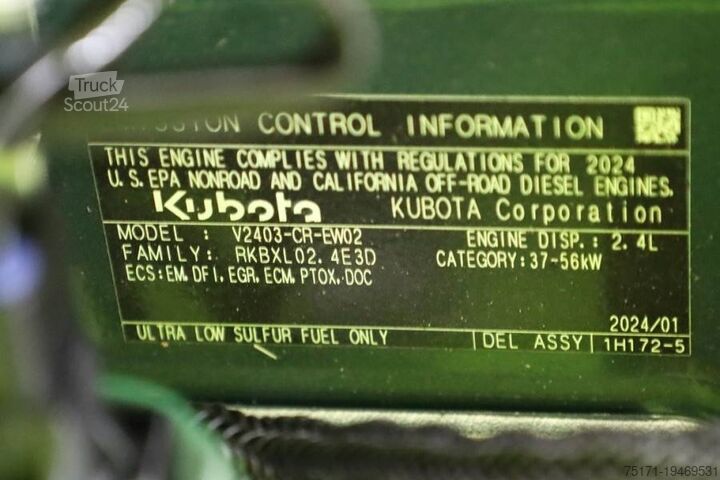 Truck
Scout24
EMISSION CONTROL INFORMATION
THIS ENGINE COMPLIES WITH REGULATIONS FOR 2024
U.S. EPA NONROAD AND CALIFORNIA OFF-ROAD DIESEL ENGINES.
Kubota KUBOTA Corporation
MODEL : V2403-CR-EW02 ENGINE DISP.: 2.4L
FAMILY: RKBXL02.4E3D CATEGORY:37-56kW
ECS:EM, DFI, EGR, ECM, PTOX, DOC
2024/01
ULTRA LOW SULFUR FUEL ONLY DEL ASSY 1H172-5
75171-19469531